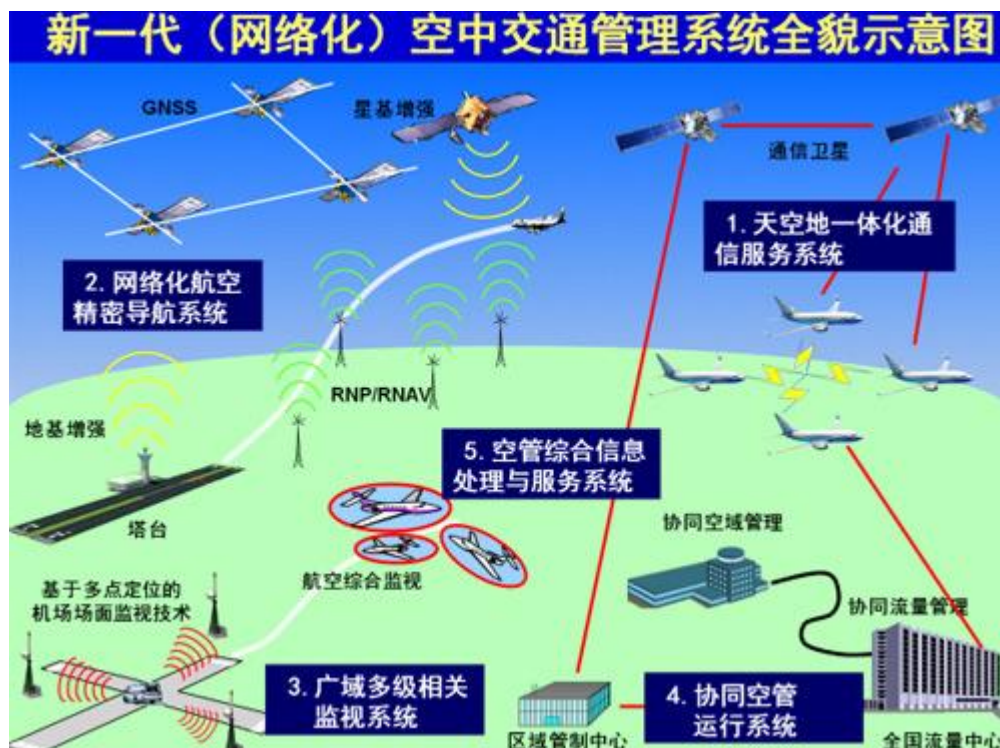 新一代（网络化）空中交通管理系统全貌示意图
GNSS
星基增强
通信卫星
1. 天空地一体化通
信服务系统
2. 网络化航空
精密导航系统
RNP/RNAV
地基增强
塔台
5. 空管综合信息
处理与服务系统
航空综合监视
协同空域管理
协同流量管理
基于多点定位的
机场场面监视技术
3. 广域多级相关
监视系统
4. 协同空管
运行系统
区域管制中心
全国流量中心